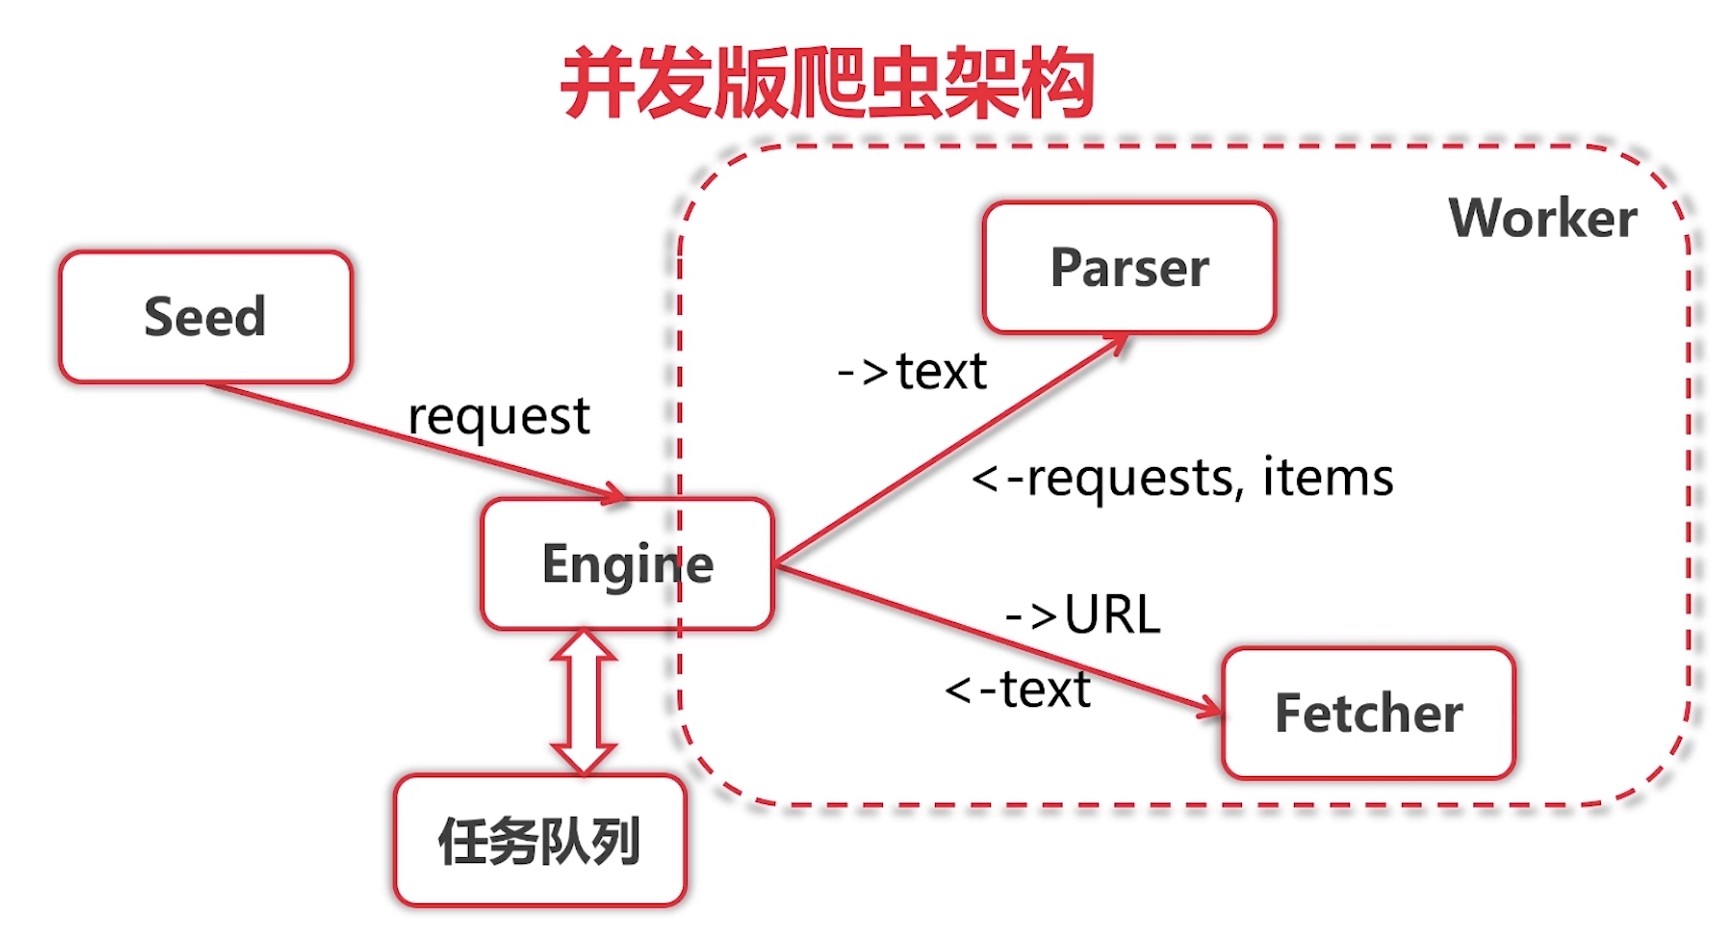 并发版爬虫架构
Worker
Parser
Seed
->text
request
<-requests, items
Engine
->URL
<-text
Fetcher
任务队列